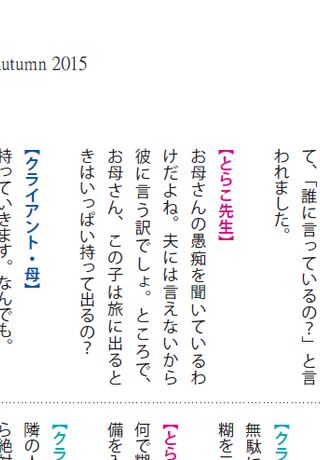 utumn 2015
て、「誰に言っているの？」と言
われました。
【とらこ先生】
お母さんの愚痴を聞いているわ
けだよね。夫には言えないから
彼に言う訳でしょ。ところで、
お母さん、この子は旅に出ると
きはいっぱい持って出るの？
【クライアント・母】
持っていきます。なんでも。
【ク
無駄に
糊を元
【とら
何で糊
備を入
【クラ
隣の人
ら絶対